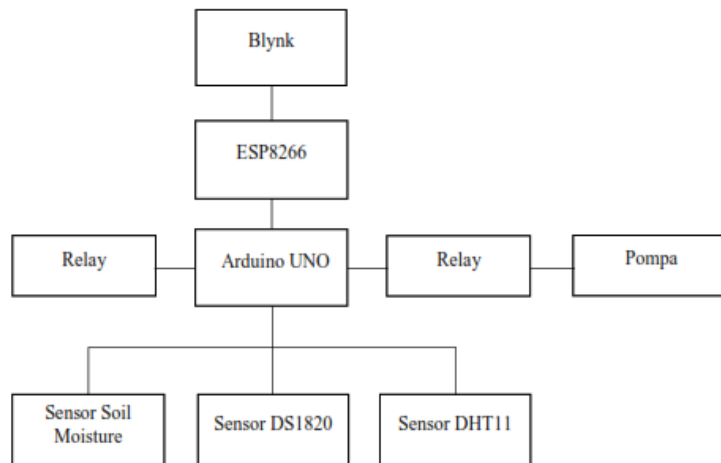 Blynk
ESP8266
Relay
Arduino UNO
Relay
Pompa
Sensor Soil
Moisture
Sensor DS1820
Sensor DHT11